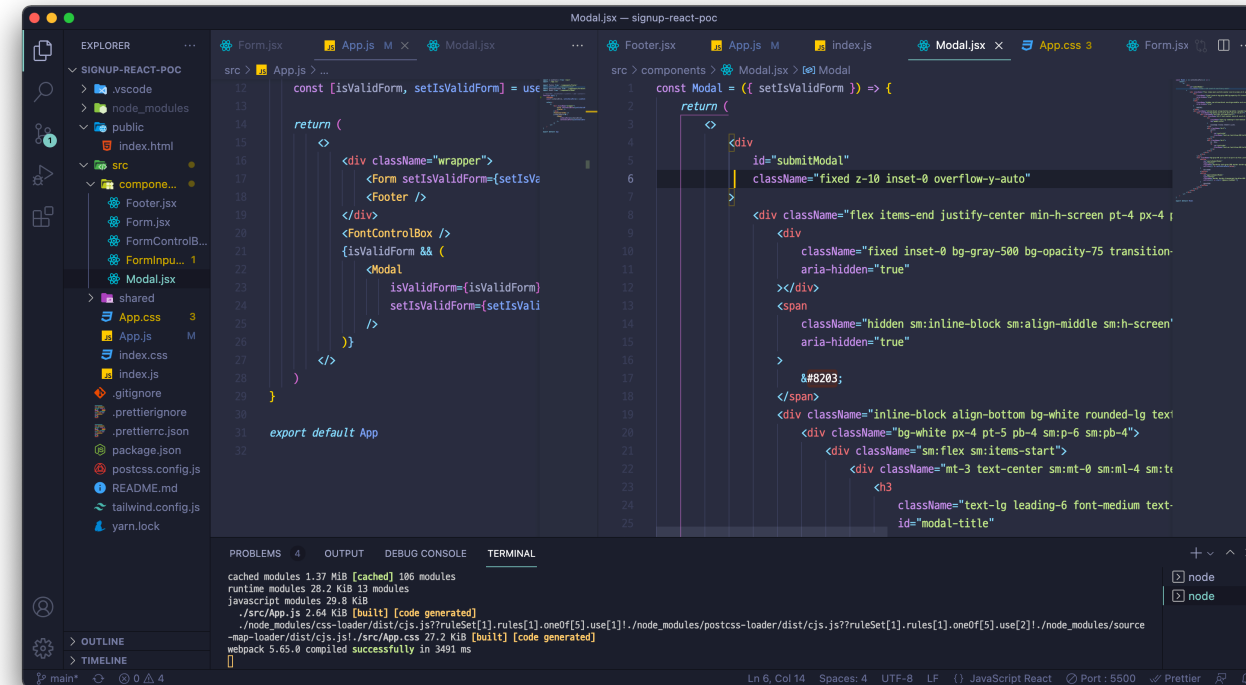 Modal.jsx — signup-react-poc
EXPLORER ···
SIGNUP-REACT-POC
.vscode
node_modules
public
index.html
src
compone...
Footer.jsx
Form.jsx
FormControlB...
FormInpu... 1
Modal.jsx
shared
App.css 3
App.js M
index.css
index.js
.gitignore
.prettierignore
.prettierrc.json
package.json
postcss.config.js
README.md
tailwind.config.js
yarn.lock
OUTLINE
TIMELINE
1
Form.jsx JS App.js M × Modal.jsx ···
src > JS App.js > ...
12 const [isValidForm, setIsValidForm] = use
13
14 return (
15 <>
16 <div className="wrapper">
17 <Form setIsValidForm={setIsVa
18 <Footer />
19 </div>
20 <FontControlBox />
21 {isValidForm && (
22 <Modal
23 isValidForm={isValidForm}
24 setIsValidForm={setIsVali
25 />
26 )}
27 </>
28 )
29 }
30
31 export default App
32
Footer.jsx JS App.js M JS index.js Modal.jsx × App.css 3 Form.jsx
src > components > Modal.jsx > Modal
1 const Modal = ({ setIsValidForm }) => {
2 return (
3 <>
4 <div
5 id="submitModal"
6 className="fixed z-10 inset-0 overflow-y-auto"
7 >
8 <div className="flex items-end justify-center min-h-screen pt-4 px-4 p
9 <div
10 className="fixed inset-0 bg-gray-500 bg-opacity-75 transition-
11 aria-hidden="true"
12 ></div>
13 <span
14 className="hidden sm:inline-block sm:align-middle sm:h-screen"
15 aria-hidden="true"
16 >
17 &#8203;
18 </span>
19 <div className="inline-block align-bottom bg-white rounded-lg text
20 <div className="bg-white px-4 pt-5 pb-4 sm:p-6 sm:pb-4">
21 <div className="sm:flex sm:items-start">
22 <div className="mt-3 text-center sm:mt-0 sm:ml-4 sm:te
23 <h3
24 className="text-lg leading-6 font-medium text-
25 id="modal-title"
PROBLEMS 4 OUTPUT DEBUG CONSOLE TERMINAL
cached modules 1.37 MiB [cached] 106 modules
runtime modules 28.2 KiB 13 modules
javascript modules 29.8 KiB
./src/App.js 2.64 KiB [built] [code generated]
./node_modules/css-loader/dist/cjs.js??ruleSet[1].rules[1].oneOf[5].use[1]!./node_modules/postcss-loader/dist/cjs.js??ruleSet[1].rules[1].oneOf[5].use[2]!./node_modules/source
-map-loader/dist/cjs.js!./src/App.css 27.2 KiB [built] [code generated]
webpack 5.65.0 compiled successfully in 3491 ms
node
node
main* 0 4 Ln 6, Col 14 Spaces: 4 UTF-8 LF {} JavaScript React Port : 5500 Prettier